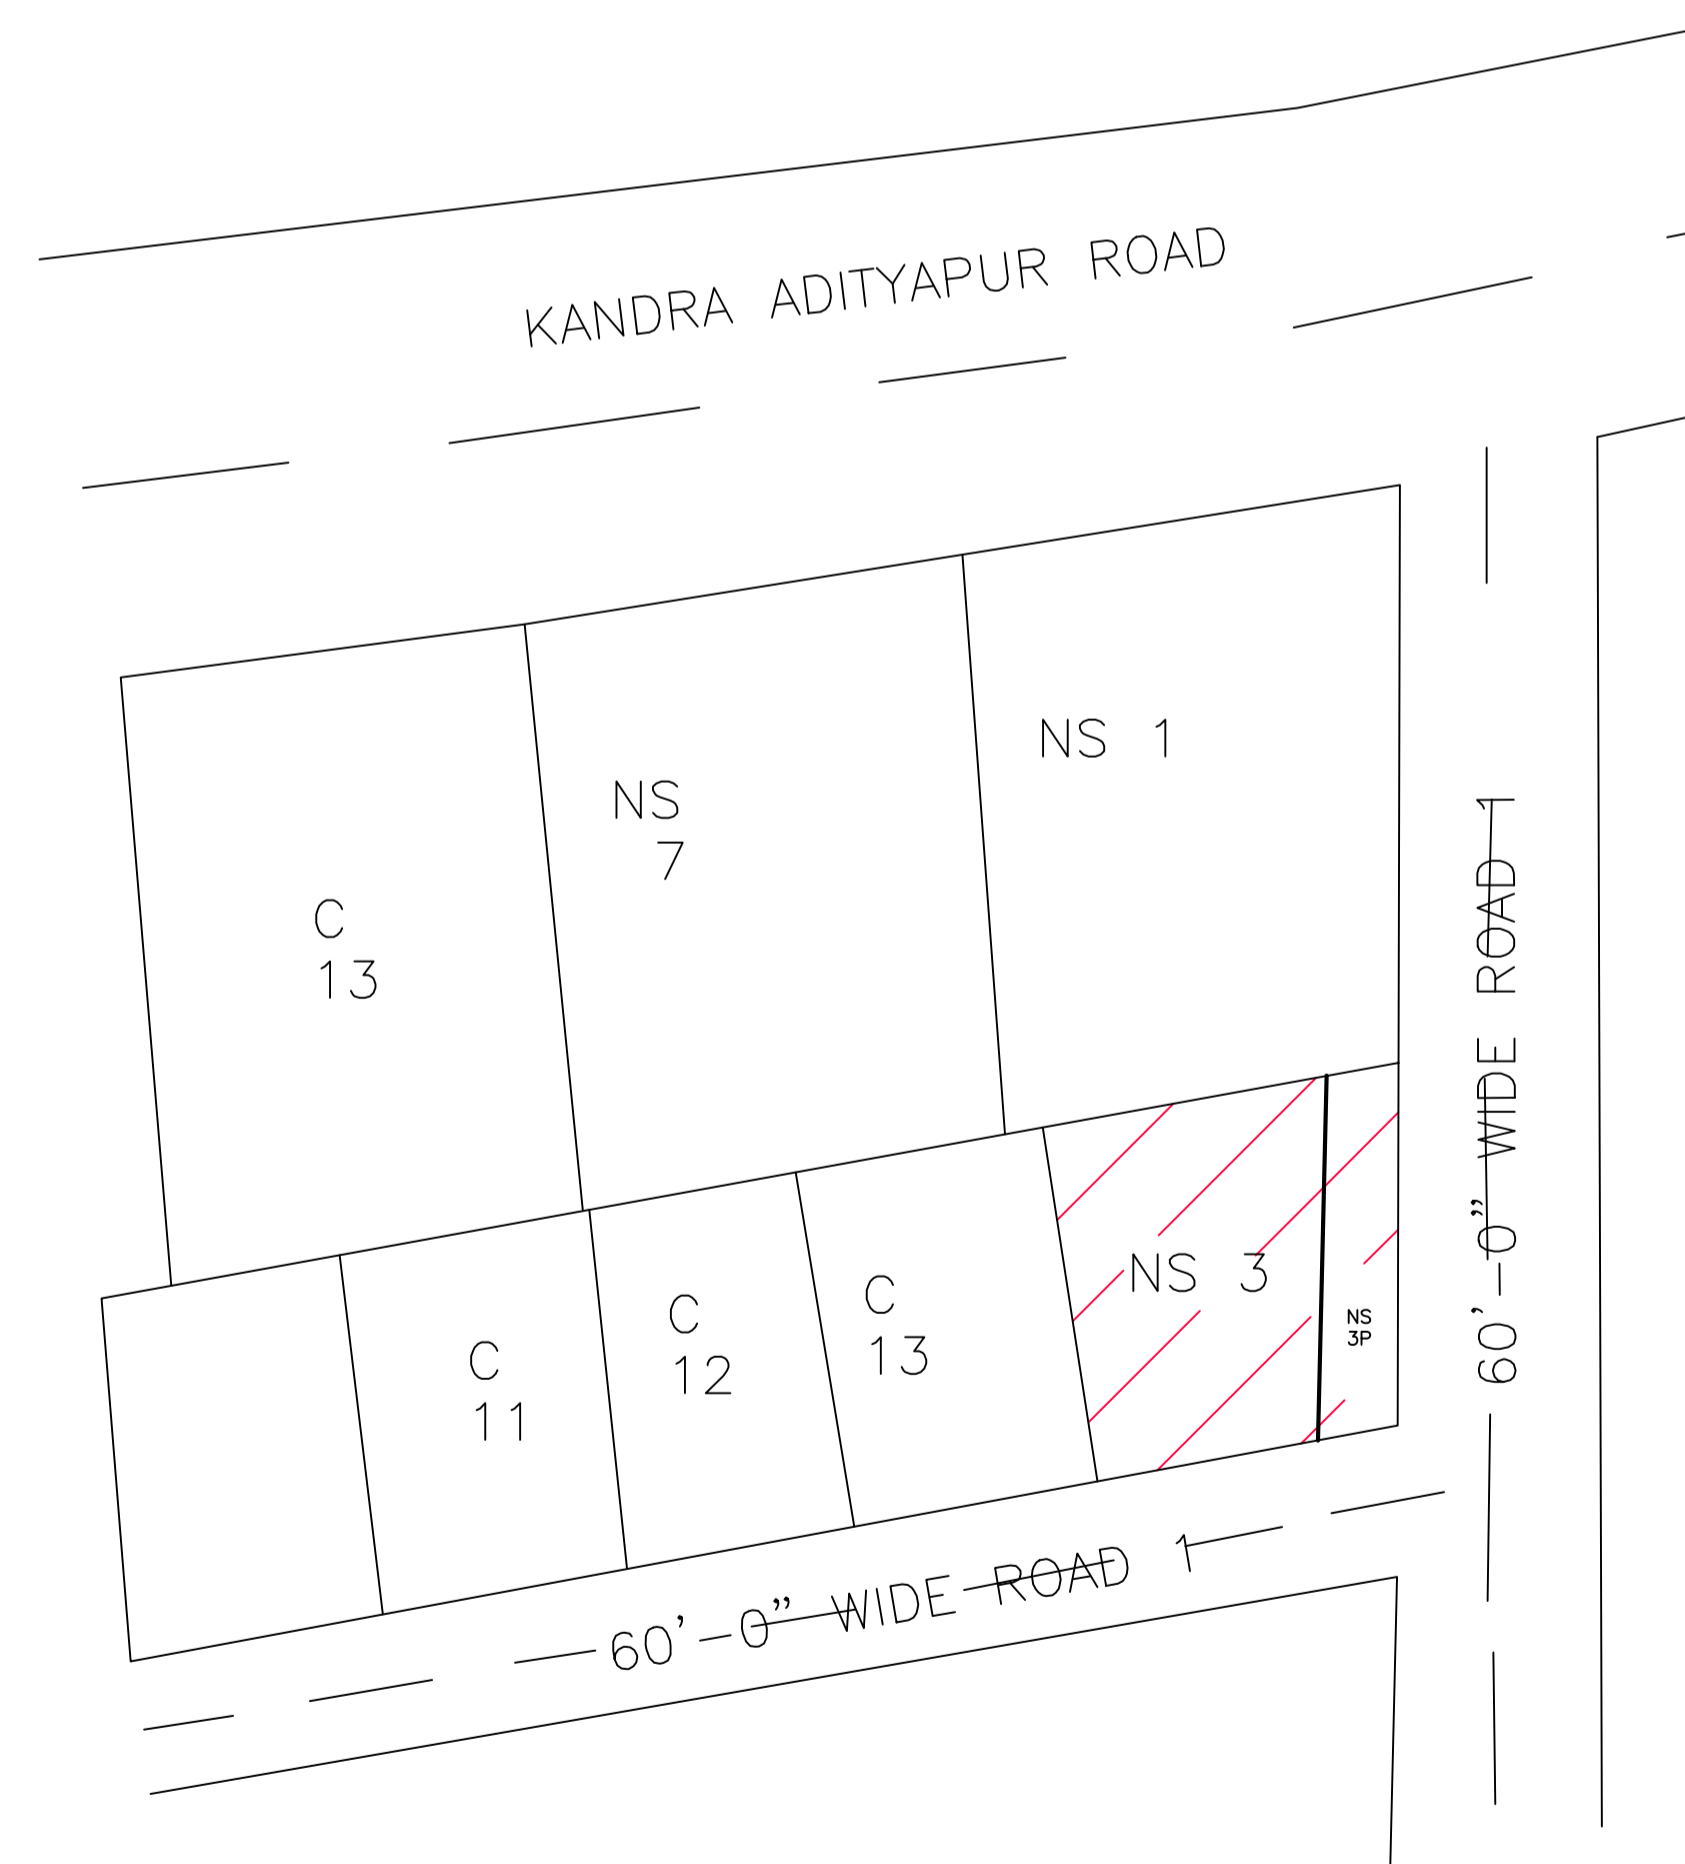 KANDRA ADITYAPUR ROAD
NS 1
NS
7
C
13
60'-0" WIDE ROAD 1
NS 3
NS
3P
C
13
C
12
C
11
60'-0" WIDE ROAD 1